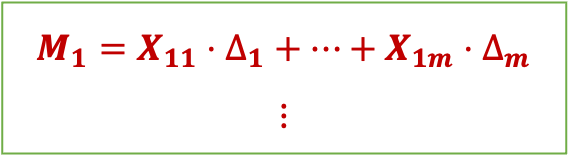 M₁ = X₁₁ · Δ₁ + ⋯ + X₁ₘ · Δₘ
⋮